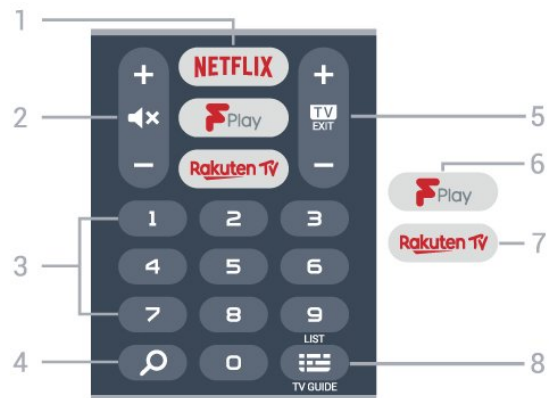 1
+ NETFLIX +
2
TV
EXIT
5
F Play
6
F Play
-
Rakuten TV
-
Rakuten TV
7
3
1 2 3
4 5 6
7 8 9
LIST
4
0
TV GUIDE
8